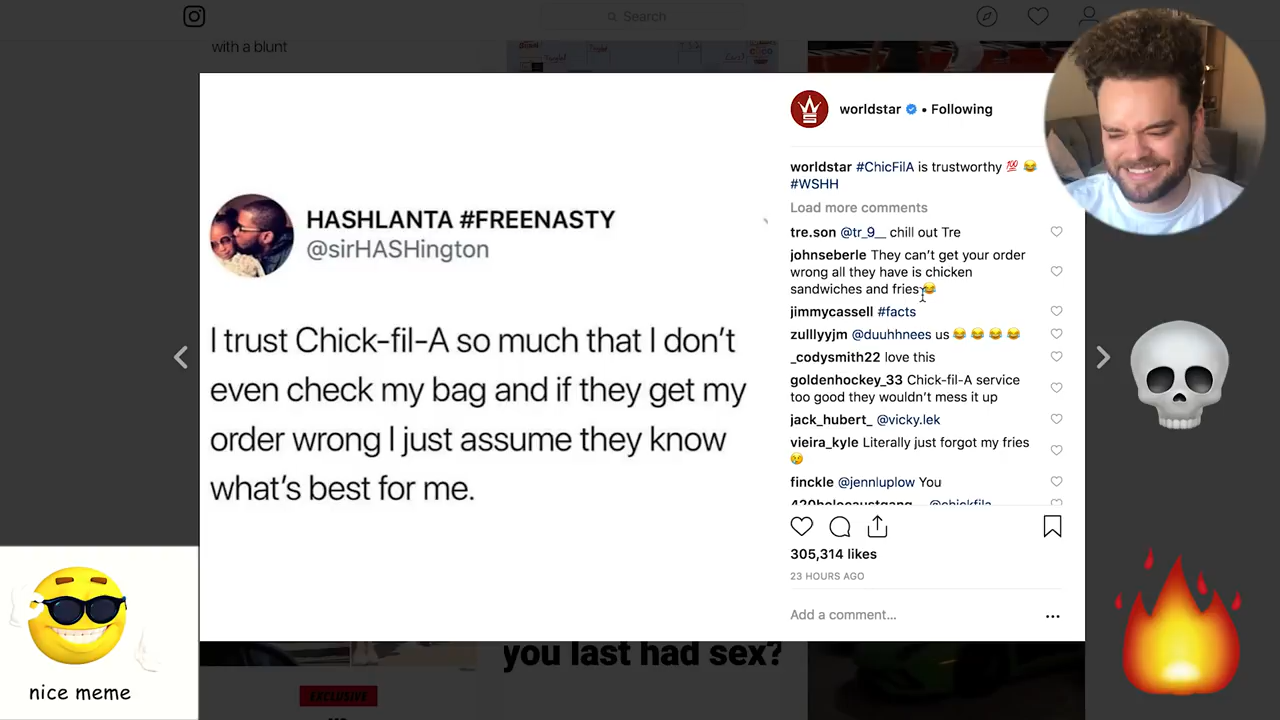 Search
with a blunt
HASHLANTA #FREENASTY
@sirHASHington
I trust Chick-fil-A so much that I don't
even check my bag and if they get my
order wrong I just assume they know
what's best for me.
worldstar • Following
worldstar #ChicFilA is trustworthy 💯 😂
#WSHH
Load more comments
tre.son @tr_9__ chill out Tre
johnseberle They can't get your order
wrong all they have is chicken
sandwiches and fries😂
jimmycassell #facts
zulllyyjm @duuhhnees us 😂 😂 😂 😂
_codysmith22 love this
goldenhockey_33 Chick-fil-A service
too good they wouldn't mess it up
jack_hubert_ @vicky.lek
vieira_kyle Literally just forgot my fries
😢
finckle @jennluplow You
305,314 likes
23 HOURS AGO
Add a comment...
nice meme
EXCLUSIVE
you last had sex?